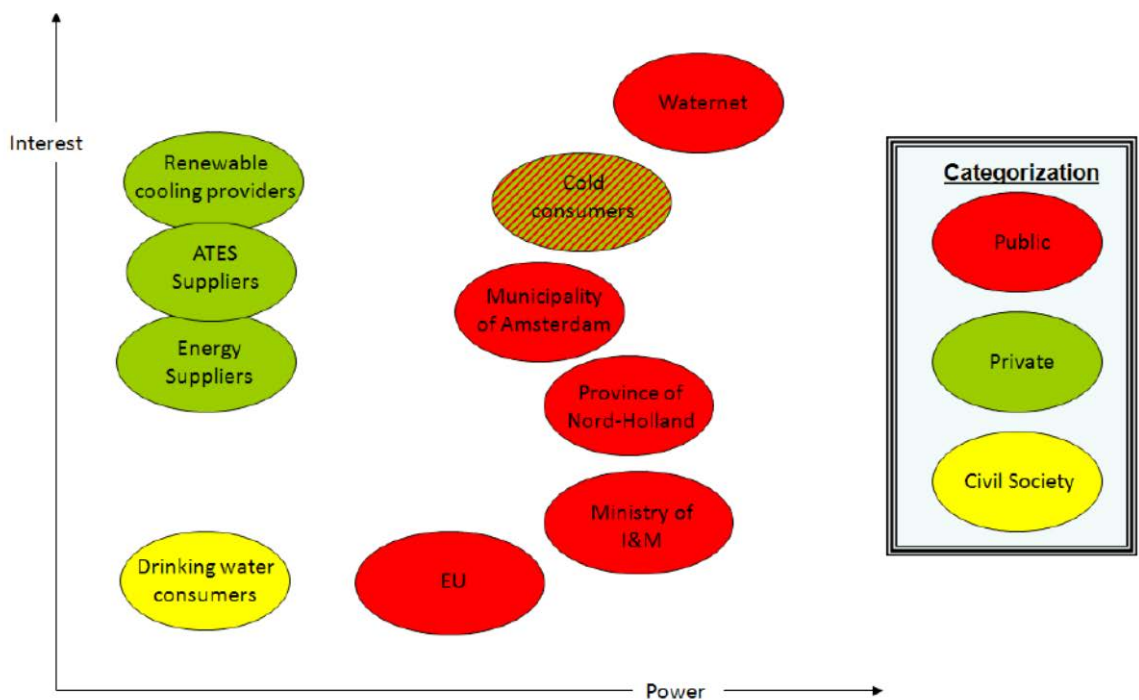 Interest
Waternet
Renewable
cooling providers
Cold
consumers
ATES
Suppliers
Municipality
of Amsterdam
Energy
Suppliers
Province of
Nord-Holland
Ministry of
I&M
Drinking water
consumers
EU
Power
Categorization
Public
Private
Civil Society